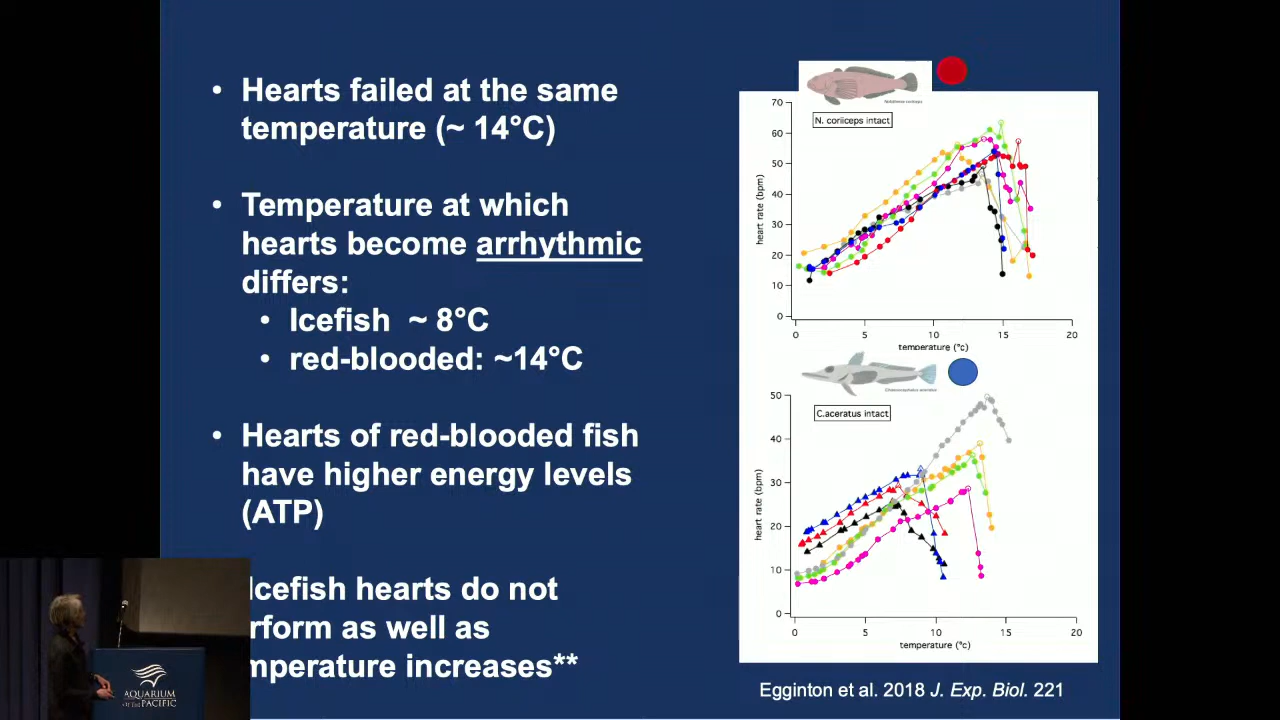 • Hearts failed at the same
temperature (~ 14°C)
• Temperature at which
hearts become arrhythmic
differs:
• Icefish ~ 8°C
• red-blooded: ~14°C
• Hearts of red-blooded fish
have higher energy levels
(ATP)
Icefish hearts do not
rform as well as
mperature increases**
AQUARIUM
OF THE PACIFIC
N. coriiceps intact
70
60
50
40
30
20
10
0
heart rate (bpm)
0 5 10 15 20
temperature (°c)
C.aceratus intact
50
40
30
20
10
0
heart rate (bpm)
0 5 10 15 20
temperature (°c)
Egginton et al. 2018 J. Exp. Biol. 221